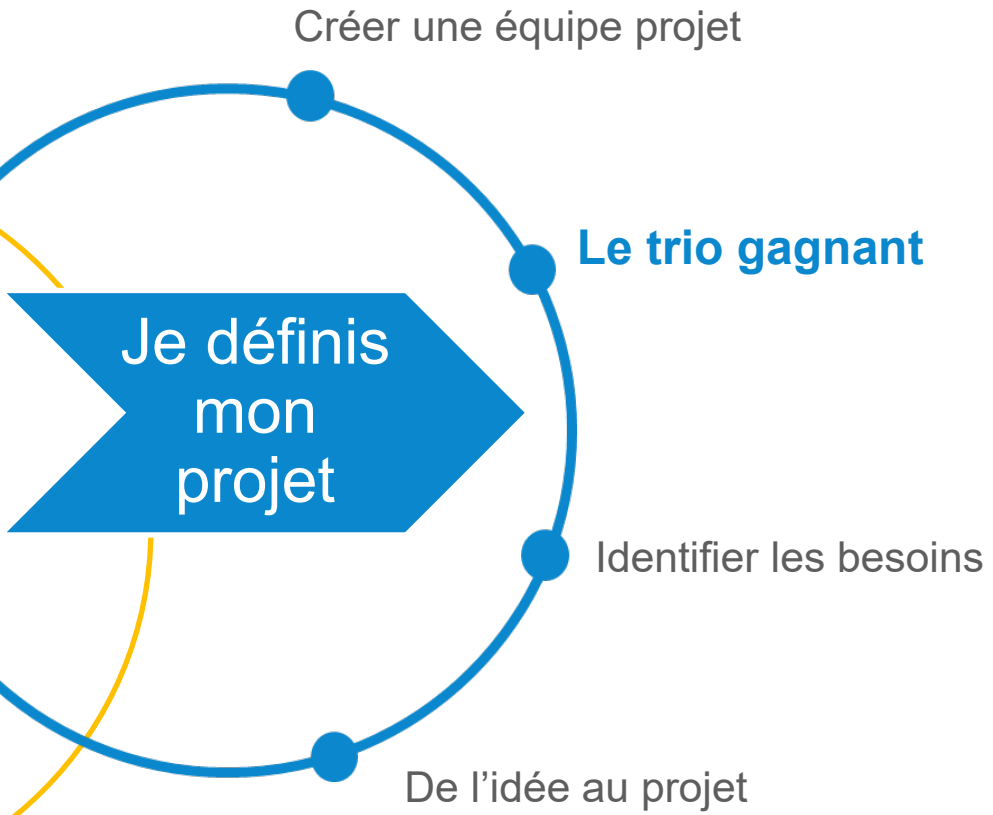 Créer une équipe projet
Le trio gagnant
Je définis
mon
projet
Identifier les besoins
De l’idée au projet